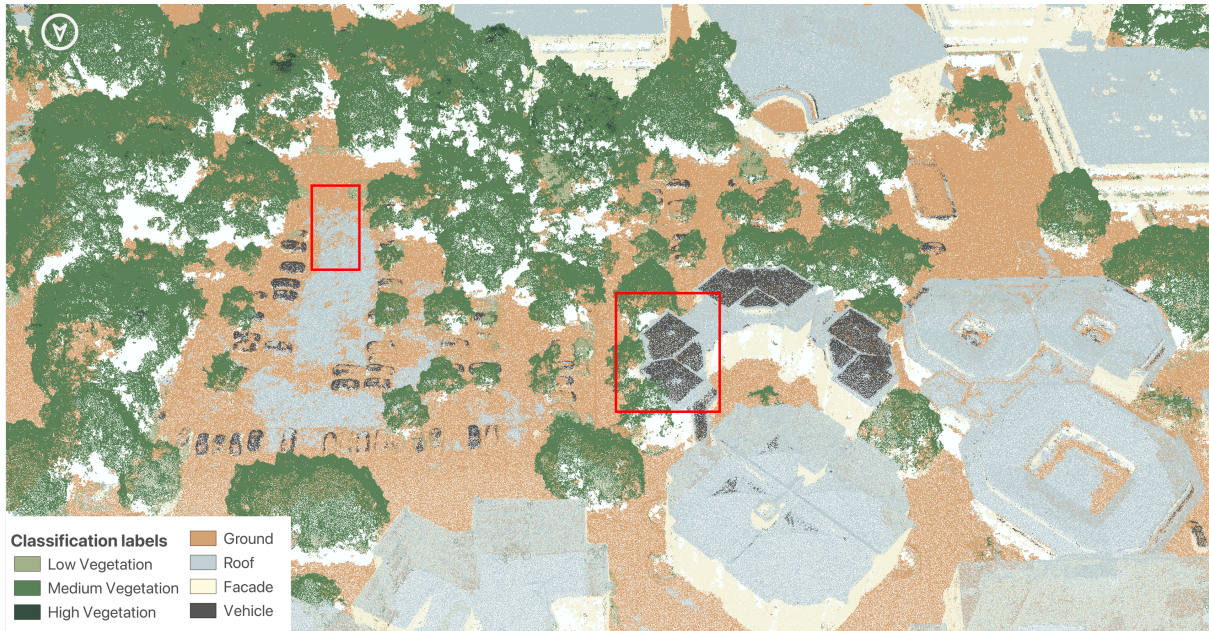 Classification labels
Low Vegetation
Medium Vegetation
High Vegetation
Ground
Roof
Facade
Vehicle